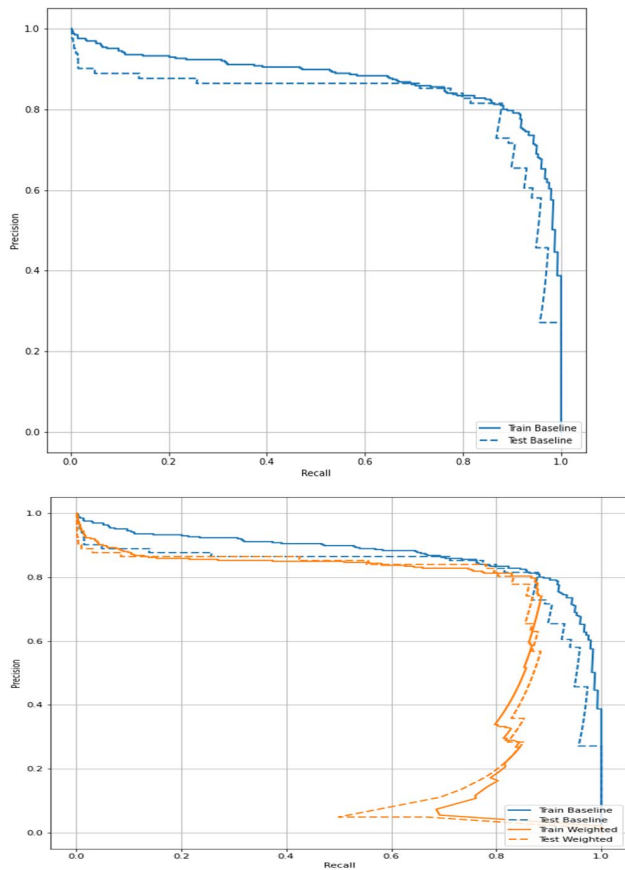 1.0
0.8
0.6
0.4
0.2
0.0
Precision
0.0 0.2 0.4 0.6 0.8 1.0
Recall
Train Baseline
Test Baseline
1.0
0.8
0.6
0.4
0.2
0.0
Precision
0.0 0.2 0.4 0.6 0.8 1.0
Recall
Train Baseline
Test Baseline
Train Weighted
Test Weighted